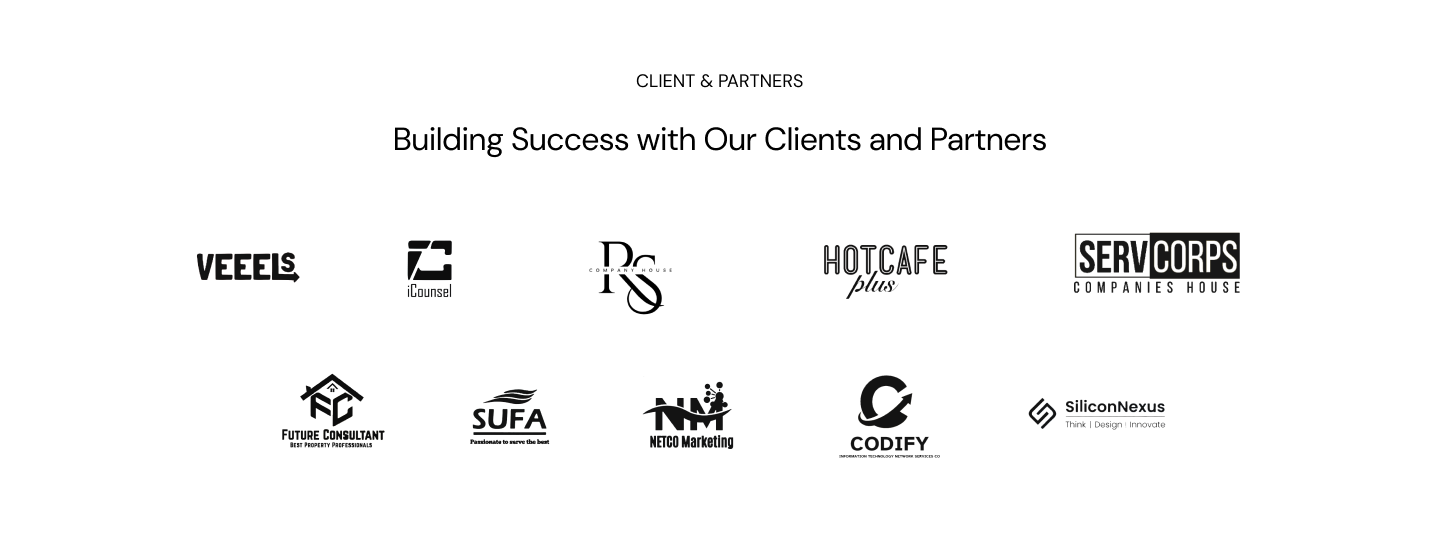 CLIENT & PARTNERS
Building Success with Our Clients and Partners
VEEELS
iC
iCounsel
RS
COMPANY HOUSE
HOTCAFE
plus
SERVCORPS
COMPANIES HOUSE
FC
FUTURE CONSULTANT
BEST PROPERTY PROFESSIONALS
SUFA
Passionate to serve the best
NM
NETCO Marketing
CODIFY
INFORMATION TECHNOLOGY NETWORK SERVICES CO
SiliconNexus
Think | Design | Innovate